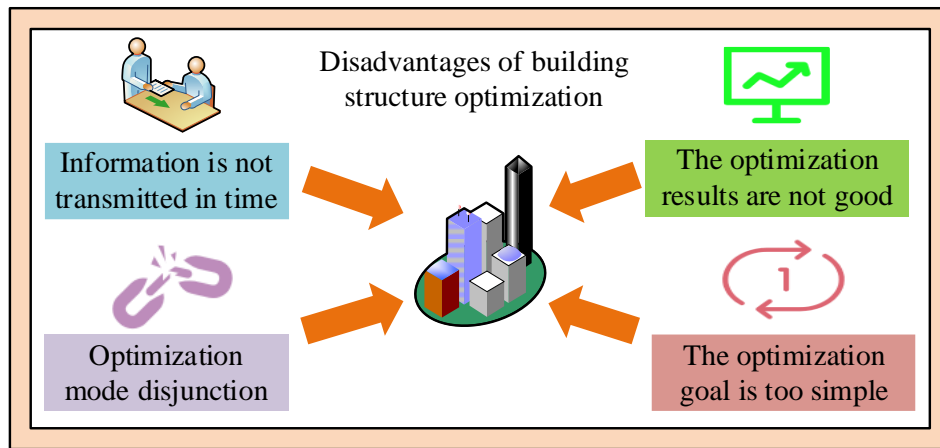 Disadvantages of building
structure optimization
Information is not
transmitted in time
The optimization
results are not good
1
Optimization
mode disjunction
The optimization
goal is too simple